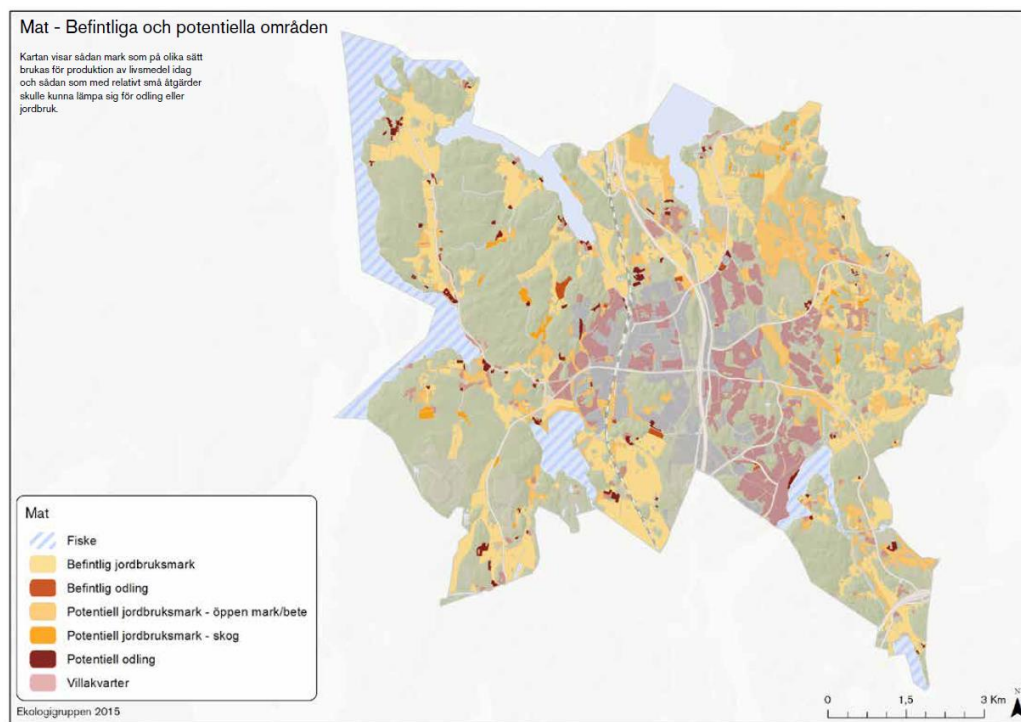 Mat - Befintliga och potentiella områden
Kartan visar sådan mark som på olika sätt
brukas för produktion av livsmedel idag
och sådan som med relativt små åtgärder
skulle kunna lämpa sig för odling eller
jordbruk.
Mat
Fiske
Befintlig jordbruksmark
Befintlig odling
Potentiell jordbruksmark - öppen mark/bete
Potentiell jordbruksmark - skog
Potentiell odling
Villakvarter
Ekologigruppen 2015
0 1,5 3 Km
N